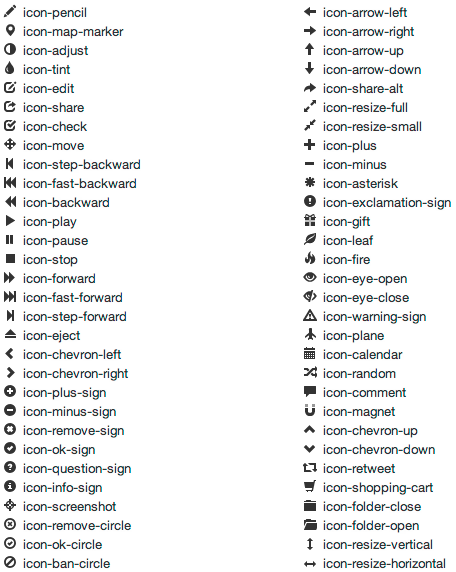 icon-pencil
icon-map-marker
icon-adjust
icon-tint
icon-edit
icon-share
icon-check
icon-move
icon-step-backward
icon-fast-backward
icon-backward
icon-play
icon-pause
icon-stop
icon-forward
icon-fast-forward
icon-step-forward
icon-eject
icon-chevron-left
icon-chevron-right
icon-plus-sign
icon-minus-sign
icon-remove-sign
icon-ok-sign
icon-question-sign
icon-info-sign
icon-screenshot
icon-remove-circle
icon-ok-circle
icon-ban-circle
icon-arrow-left
icon-arrow-right
icon-arrow-up
icon-arrow-down
icon-share-alt
icon-resize-full
icon-resize-small
icon-plus
icon-minus
icon-asterisk
icon-exclamation-sign
icon-gift
icon-leaf
icon-fire
icon-eye-open
icon-eye-close
icon-warning-sign
icon-plane
icon-calendar
icon-random
icon-comment
icon-magnet
icon-chevron-up
icon-chevron-down
icon-retweet
icon-shopping-cart
icon-folder-close
icon-folder-open
icon-resize-vertical
icon-resize-horizontal